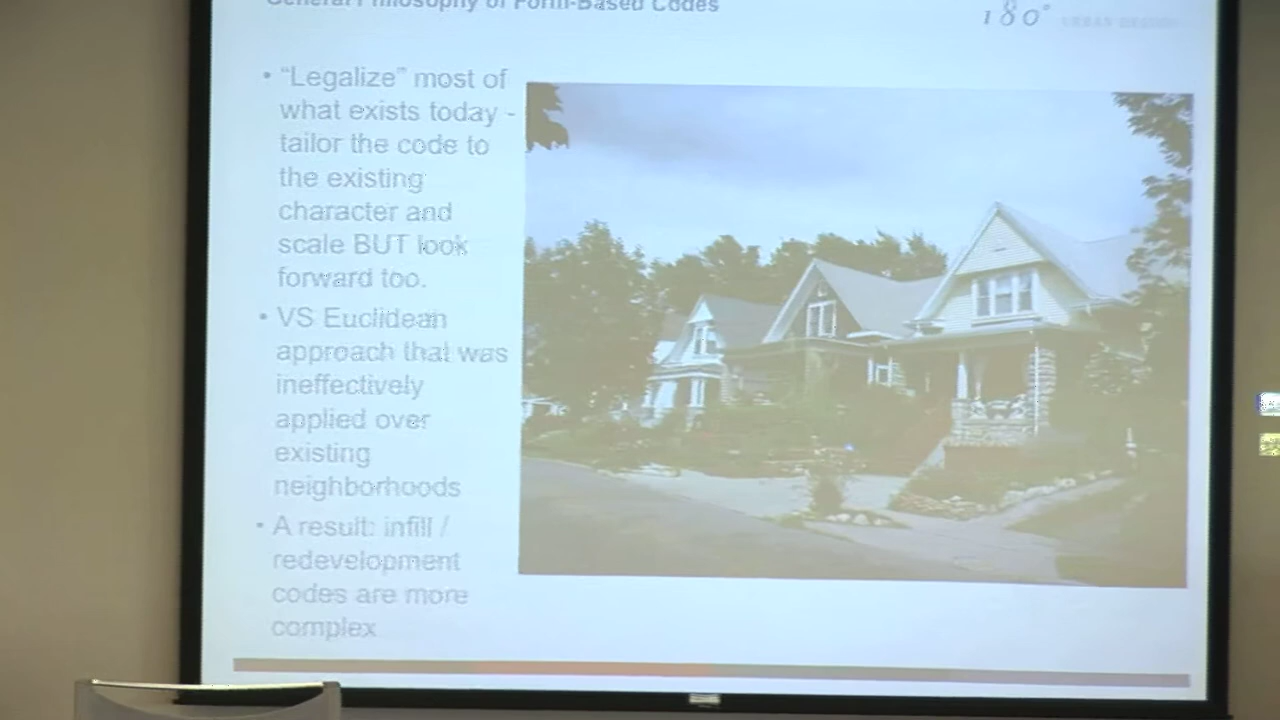 General Philosophy of Form-Based Codes
180°
URBAN DESIGN
• “Legalize” most of
what exists today -
tailor the code to
the existing
character and
scale BUT look
forward too.
• VS Euclidean
approach that was
ineffectively
applied over
existing
neighborhoods
• A result: infill /
redevelopment
codes are more
complex